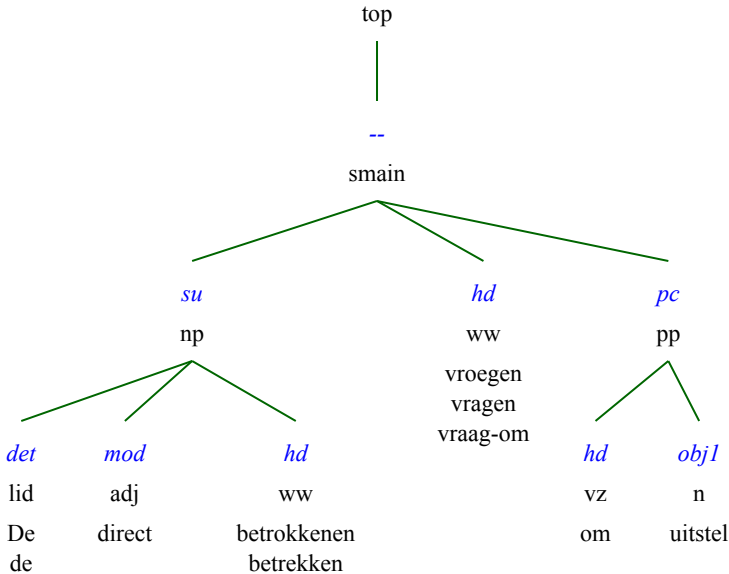 top
--
smain
su hd pc
np ww pp
vroegen
vragen
vraag-om
det mod hd hd obj1
lid adj ww vz n
De direct betrokkenen om uitstel
de betrekken